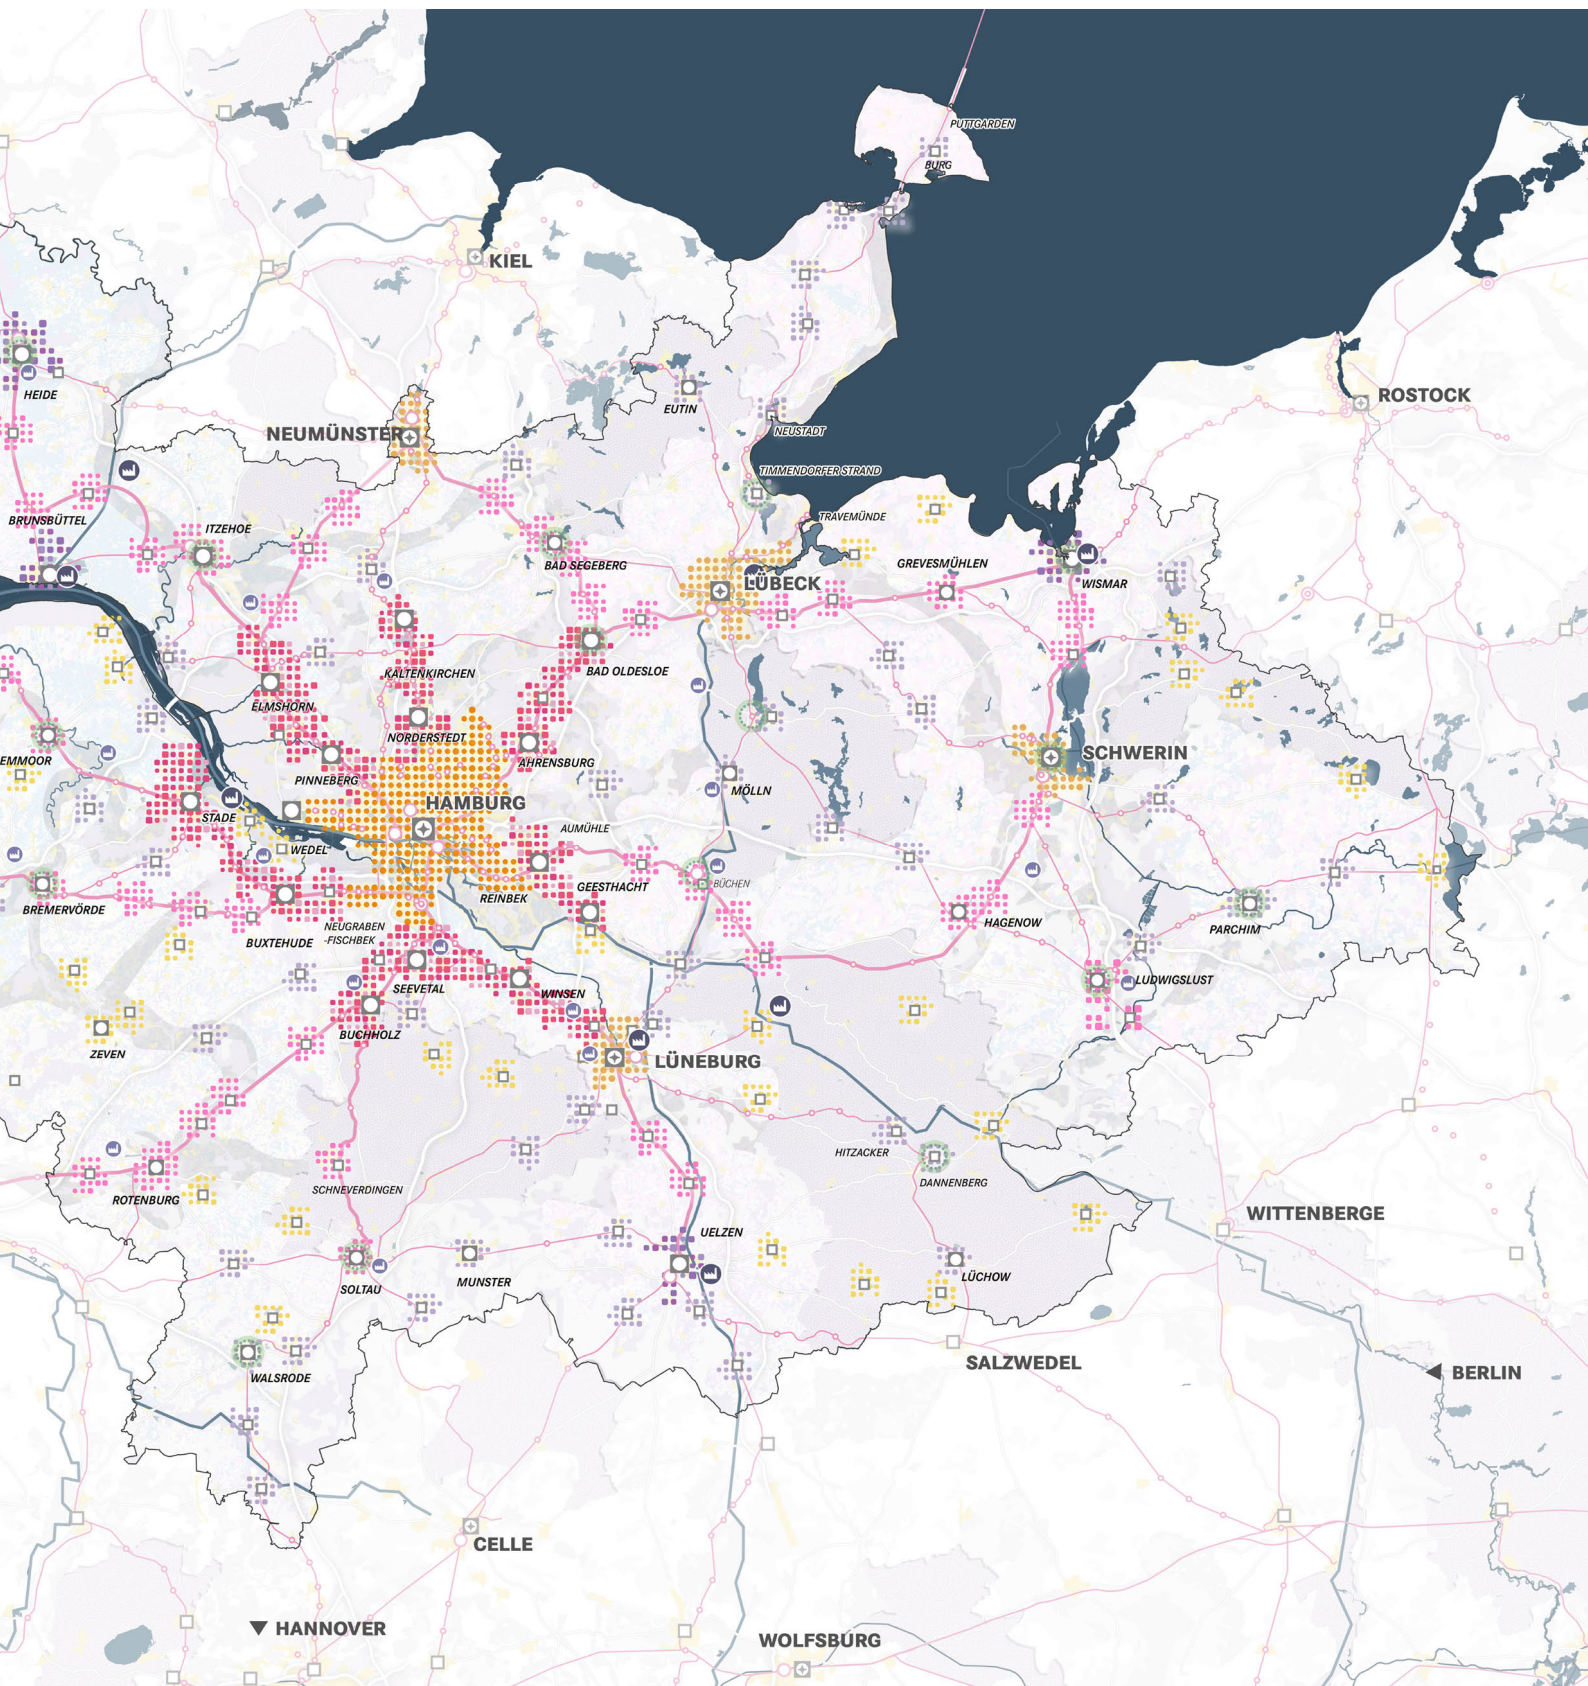 PUTTGARDEN
BURG
KIEL
HEIDE
ROSTOCK
EUTIN
NEUMÜNSTER
NEUSTADT
TIMMENDORFER STRAND
BRUNSBÜTTEL
ITZEHOE
TRAVEMÜNDE
BAD SEGEBERG
GREVESMÜHLEN
LÜBECK
WISMAR
KALTENKIRCHEN
BAD OLDESLOE
ELMSHORN
NORDERSTEDT
SCHWERIN
EMMOOR
AHRENSBURG
PINNEBERG
MÖLLN
HAMBURG
STADE
AUMÜHLE
WEDEL
BÜCHEN
GEESTHACHT
REINBEK
BREMERVÖRDE
HAGENOW
NEUGRABEN
-FISCHBEK
PARCHIM
BUXTEHUDE
LUDWIGSLUST
SEEVETAL
WINSEN
BUCHHOLZ
ZEVEN
LÜNEBURG
HITZACKER
DANNENBERG
SCHNEVERDINGEN
ROTENBURG
WITTENBERGE
UELZEN
LÜCHOW
MUNSTER
SOLTAU
SALZWEDEL
BERLIN
WALSRODE
CELLE
HANNOVER
WOLFSBURG